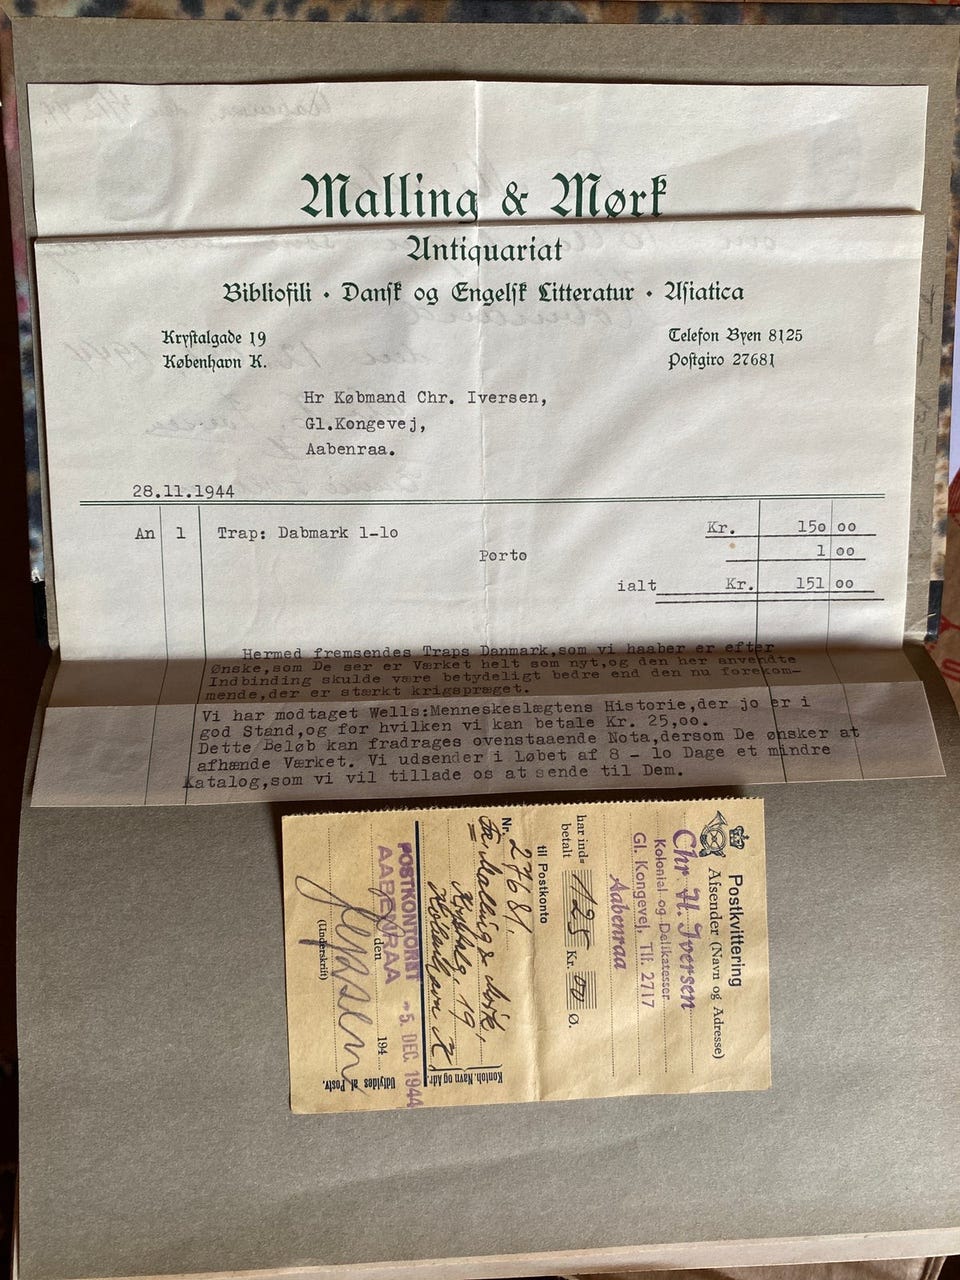 Malling & Mørk
Antiquariat
Bibliofili · Dansk og Engelsk Litteratur · Asiatica
Krystalgade 19
København K.
Telefon Byen 8125
Postgiro 27681
Hr Købmand Chr. Iversen,
Gl.Kongevej,
Aabenraa.
28.11.1944
An 1 Trap: Dabmark 1-1o Kr. 15o oo
Porto 1 oo
ialt Kr. 151 oo
Hermed fremsendes Traps Danmark,som vi haaber er efter
Ønske,som De ser er Værket helt som nyt,og den her anvendte
Indbinding skulde være betydeligt bedre end den nu forekom-
mende,der er stærkt krigspræget.
Vi har modtaget Wells:Menneskeslægtens Historie,der jo er i
god Stand,og for hvilken vi kan betale Kr. 25,oo.
Dette Beløb kan fradrages ovenstaaende Nota,dersom De ønsker at
afhænde Værket. Vi udsender i Løbet af 8 - 1o Dage et mindre
Katalog,som vi vil tillade os at sende til Dem.
Postkvittering
Afsender (Navn og Adresse)
Chr. H. Iversen
Kolonial og Delikatesser
Gl. Kongevej, Tlf. 2717
Aabenraa
har ind-
betalt 125 Kr. 00 Ø.
til Postkonto
Nr. 27681.
Fa. Malling & Mørk,
Krystalg. 19
København K
Kontoh. Navn og Adr.
POSTKONTORET
AABENRAA
-5. DEC. 1944
den 194
Jepsen
(Underskrift)
Udfyldes af Postv.